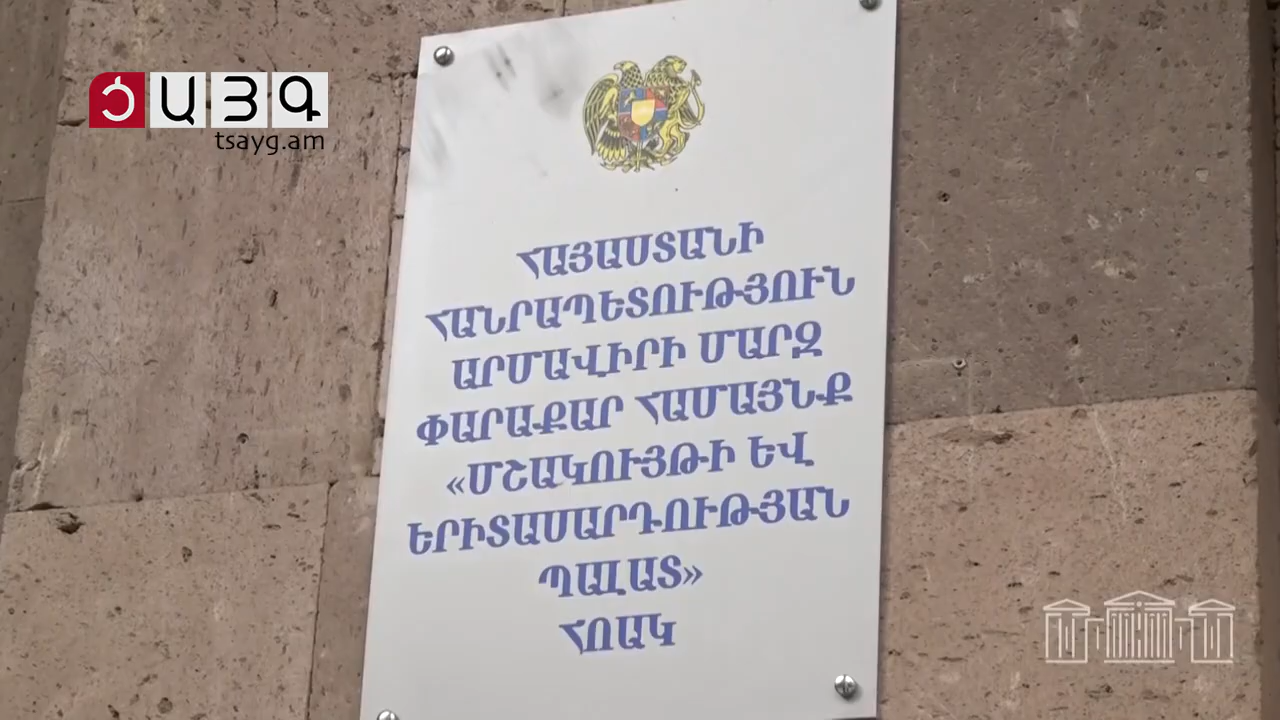 ԾԱՅԳ
tsayg.am
ՀԱՅԱՍՏԱՆԻ
ՀԱՆՐԱՊԵՏՈՒԹՅՈՒՆ
ԱՐՄԱՎԻՐԻ ՄԱՐԶ
ՓԱՐԱՔԱՐ ՀԱՄԱՅՆՔ
«ՄՇԱԿՈՒՅԹԻ ԵՎ
ԵՐԻՏԱՍԱՐԴՈՒԹՅԱՆ
ՊԱԼԱՏ»
ՀՈԱԿ